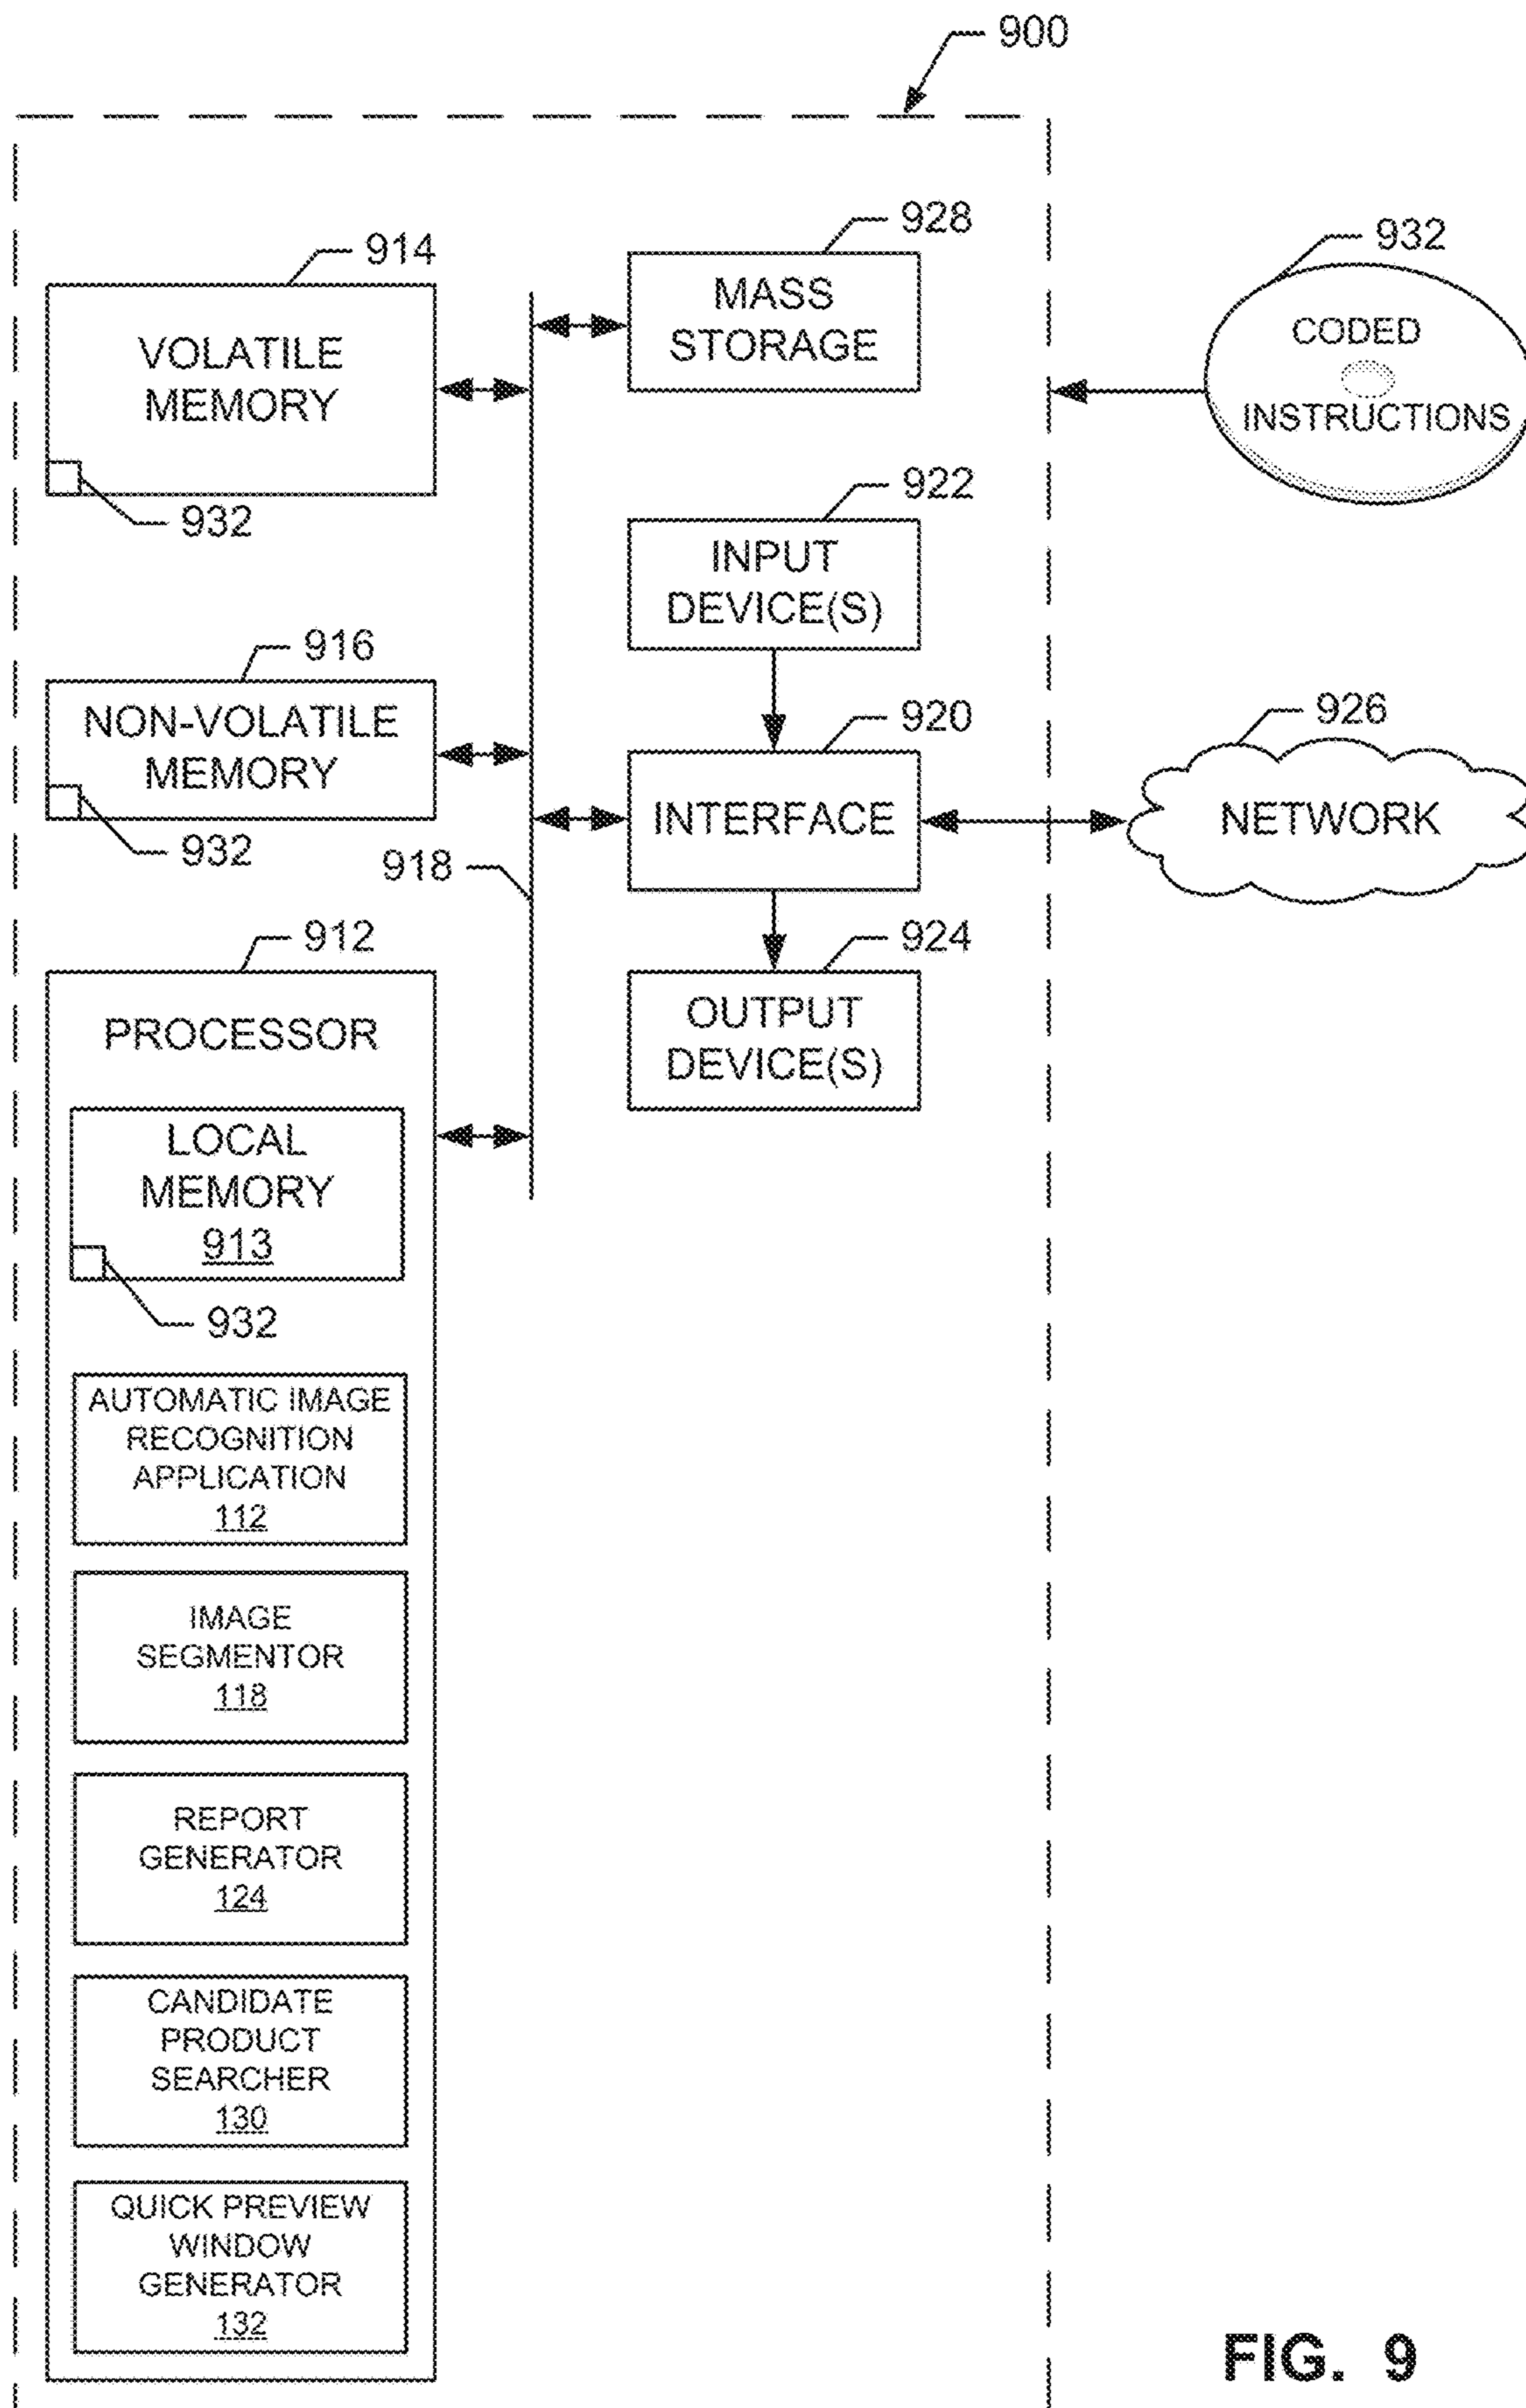 900
914
VOLATILE
MEMORY
932
928
MASS
STORAGE
932
CODED
INSTRUCTIONS
922
INPUT
DEVICE(S)
916
NON-VOLATILE
MEMORY
932
918
920
INTERFACE
926
NETWORK
924
OUTPUT
DEVICE(S)
912
PROCESSOR
LOCAL
MEMORY
913
932
AUTOMATIC IMAGE
RECOGNITION
APPLICATION
112
IMAGE
SEGMENTOR
118
REPORT
GENERATOR
124
CANDIDATE
PRODUCT
SEARCHER
130
QUICK PREVIEW
WINDOW
GENERATOR
132
FIG. 9